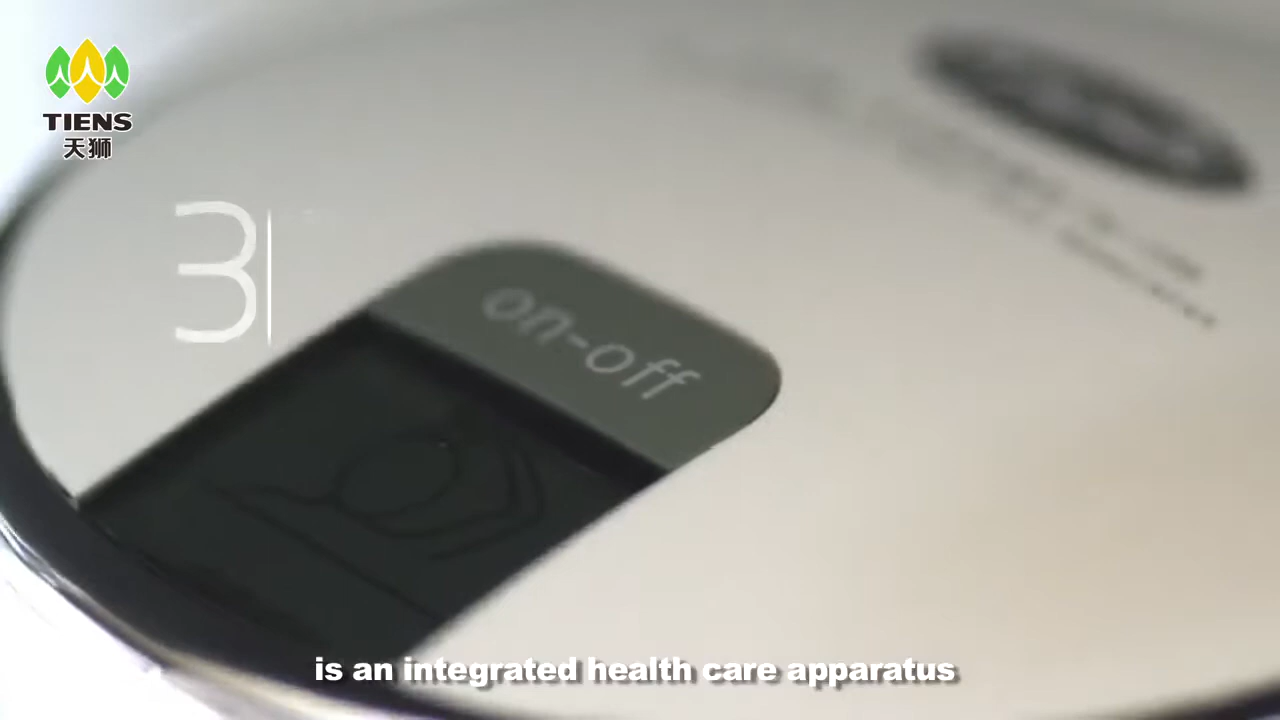 TIENS
天狮
3
on-off
is an integrated health care apparatus